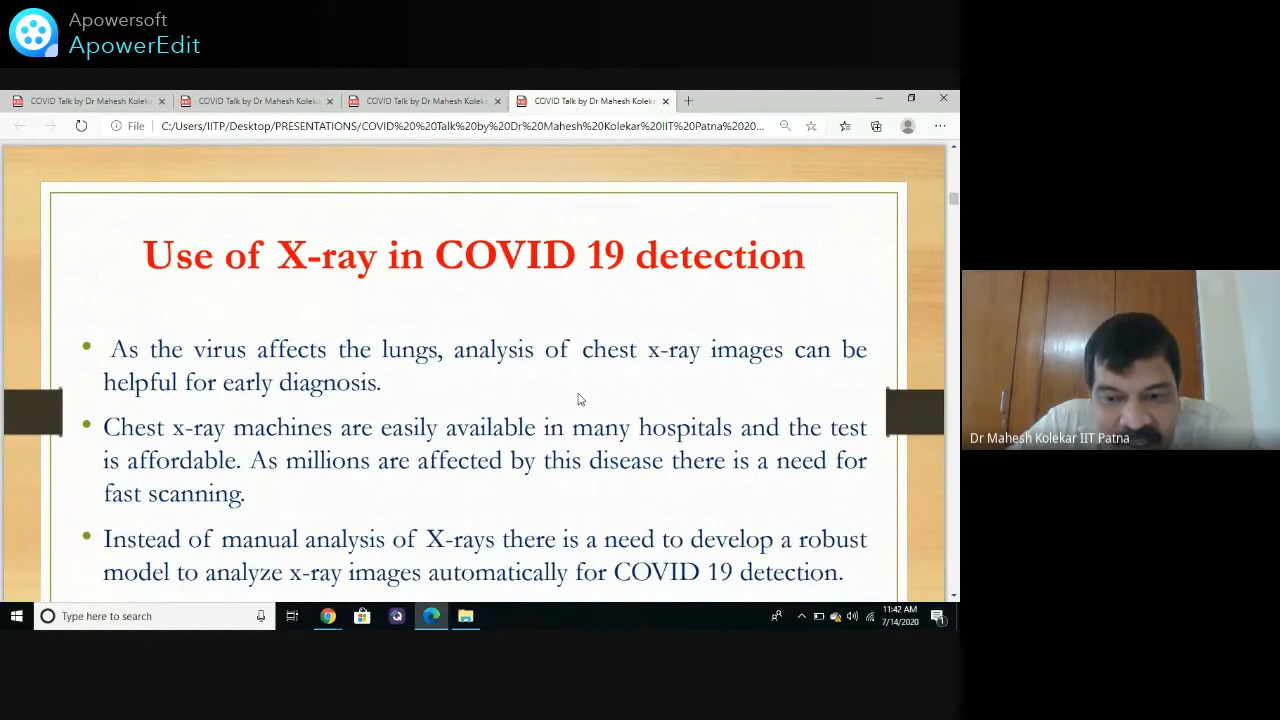 Apowersoft
ApowerEdit
COVID Talk by Dr Mahesh Koleka
COVID Talk by Dr Mahesh Koleka
COVID Talk by Dr Mahesh Koleka
COVID Talk by Dr Mahesh Koleka
File
C:/Users/IITP/Desktop/PRESENTATIONS/COVID%20%20Talk%20by%20Dr%20Mahesh%20Kolekar%20IIT%20Patna%2020...
Use of X-ray in COVID 19 detection
• As the virus affects the lungs, analysis of chest x-ray images can be
helpful for early diagnosis.
• Chest x-ray machines are easily available in many hospitals and the test
is affordable. As millions are affected by this disease there is a need for
fast scanning.
• Instead of manual analysis of X-rays there is a need to develop a robust
model to analyze x-ray images automatically for COVID 19 detection.
Dr Mahesh Kolekar IIT Patna
Type here to search
11:42 AM
7/14/2020
1